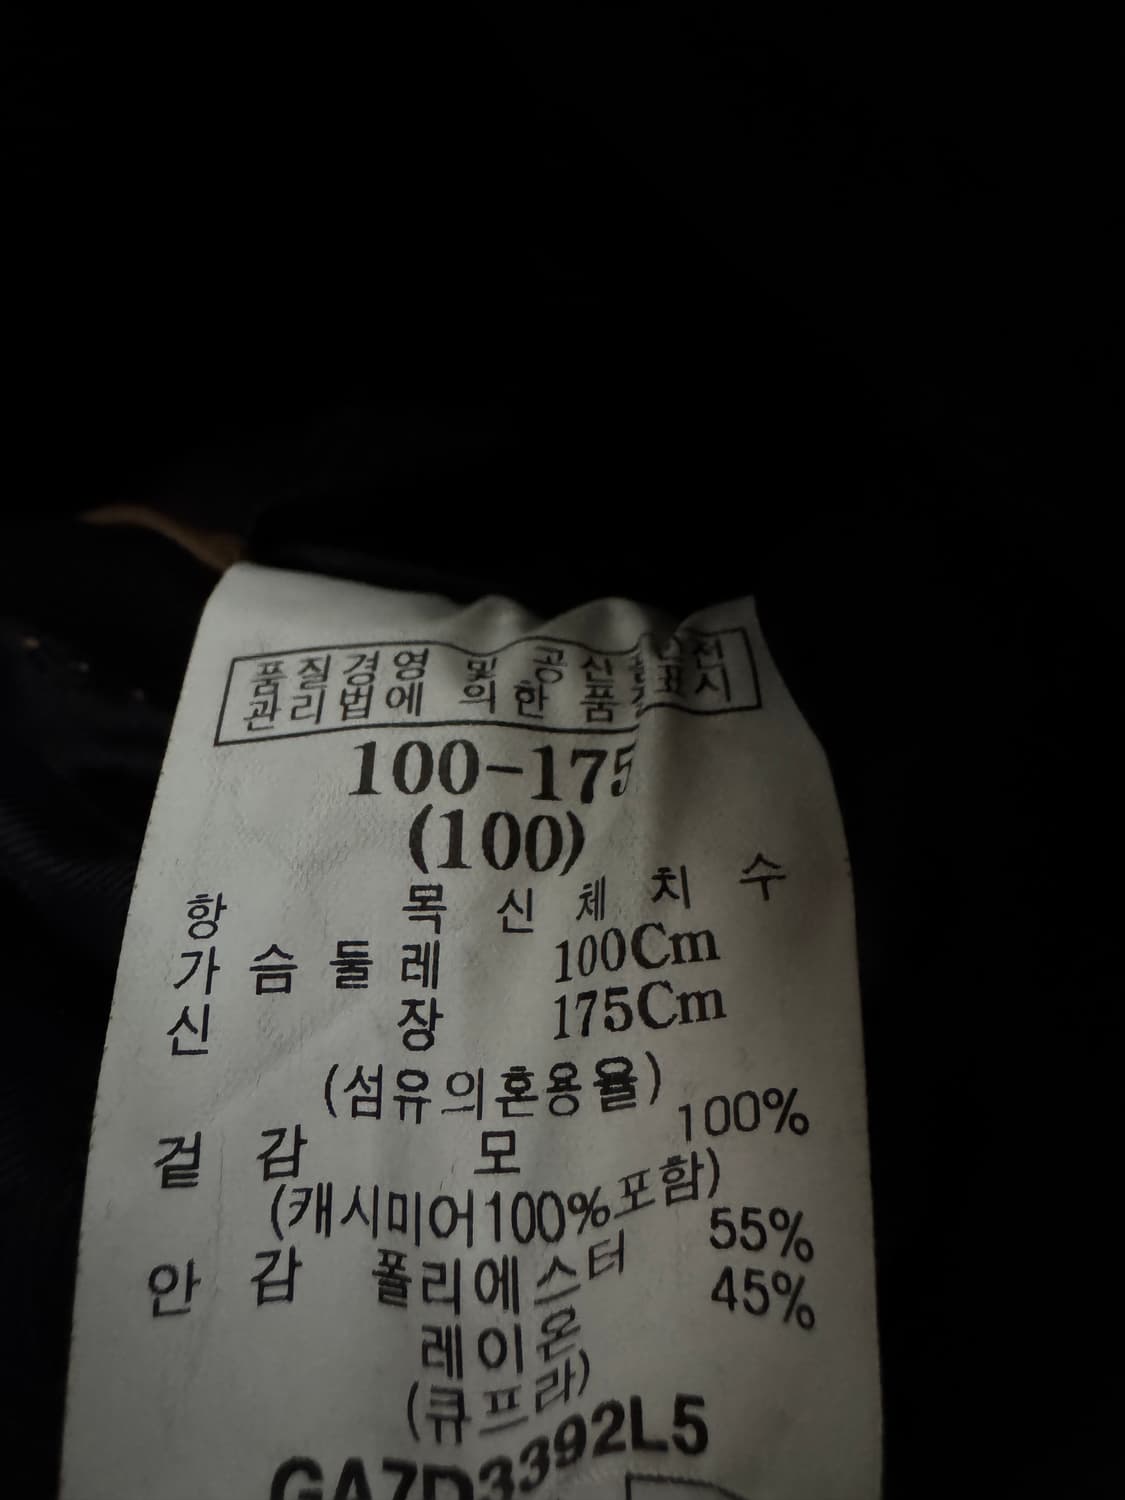 품질경영 및 공신 안전
관리법에 의한 품 표시
100-175
(100)
항 목 신 체 치 수
가 슴 둘 레 100Cm
신 장 175Cm
(섬유의혼용율)
겉 감 모 100%
(캐시미어100%포함)
안 감 폴리에스터 55%
레이온 45%
(큐프라)
GA7D3392L5